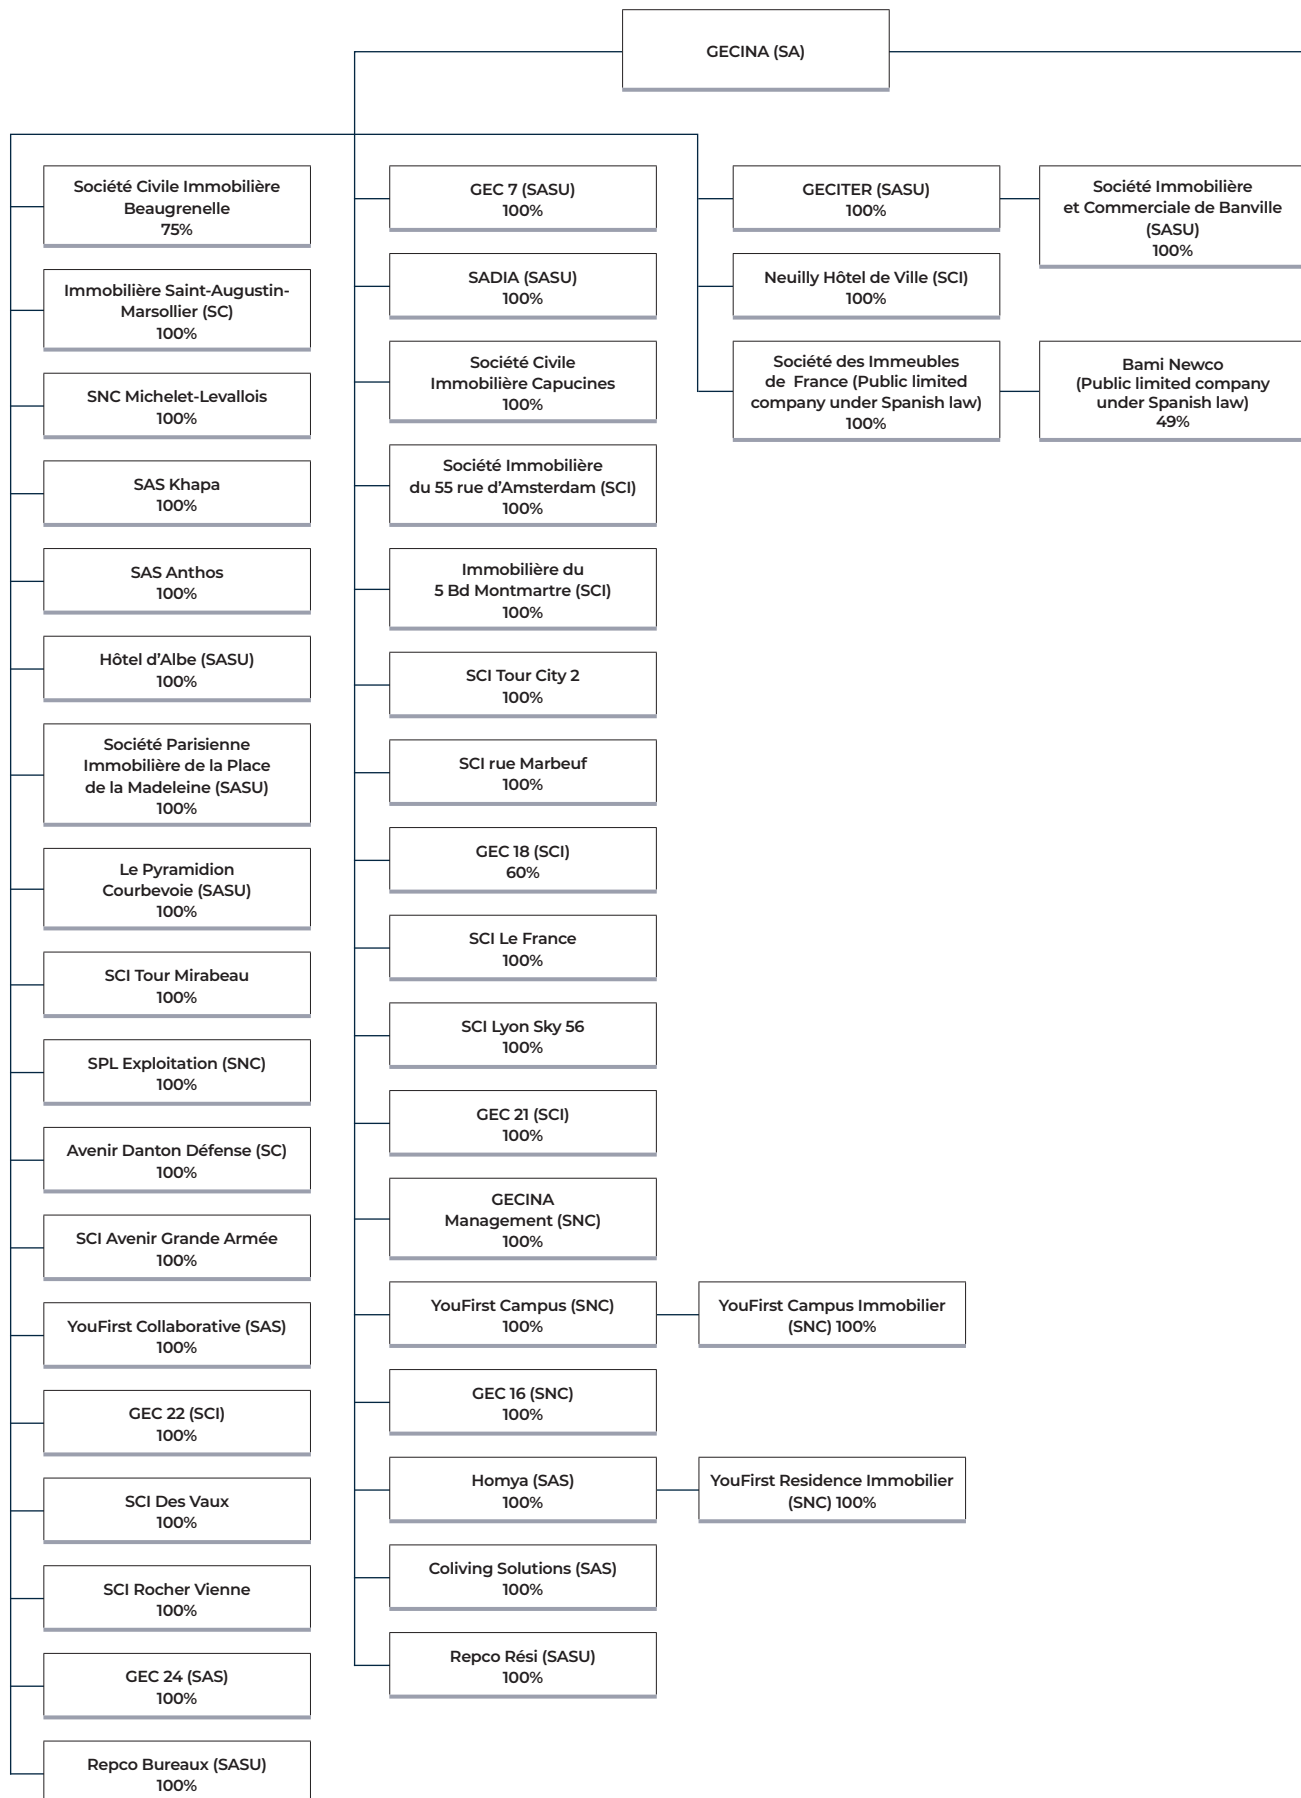 GECINA (SA)
Société Civile Immobilière
Beaugrenelle
75%
Immobilière Saint-Augustin-
Marsollier (SC)
100%
SNC Michelet-Levallois
100%
SAS Khapa
100%
SAS Anthos
100%
Hôtel d'Albe (SASU)
100%
Société Parisienne
Immobilière de la Place
de la Madeleine (SASU)
100%
Le Pyramidion
Courbevoie (SASU)
100%
SCI Tour Mirabeau
100%
SPL Exploitation (SNC)
100%
Avenir Danton Défense (SC)
100%
SCI Avenir Grande Armée
100%
YouFirst Collaborative (SAS)
100%
GEC 22 (SCI)
100%
SCI Des Vaux
100%
SCI Rocher Vienne
100%
GEC 24 (SAS)
100%
Repco Bureaux (SASU)
100%
GEC 7 (SASU)
100%
SADIA (SASU)
100%
Société Civile
Immobilière Capucines
100%
Société Immobilière
du 55 rue d'Amsterdam (SCI)
100%
Immobilière du
5 Bd Montmartre (SCI)
100%
SCI Tour City 2
100%
SCI rue Marbeuf
100%
GEC 18 (SCI)
60%
SCI Le France
100%
SCI Lyon Sky 56
100%
GEC 21 (SCI)
100%
GECINA
Management (SNC)
100%
YouFirst Campus (SNC)
100%
YouFirst Campus Immobilier
(SNC) 100%
GEC 16 (SNC)
100%
Homya (SAS)
100%
YouFirst Residence Immobilier
(SNC) 100%
Coliving Solutions (SAS)
100%
Repco Rési (SASU)
100%
GECITER (SASU)
100%
Société Immobilière
et Commerciale de Banville
(SASU)
100%
Neuilly Hôtel de Ville (SCI)
100%
Société des Immeubles
de France (Public limited
company under Spanish law)
100%
Bami Newco
(Public limited company
under Spanish law)
49%